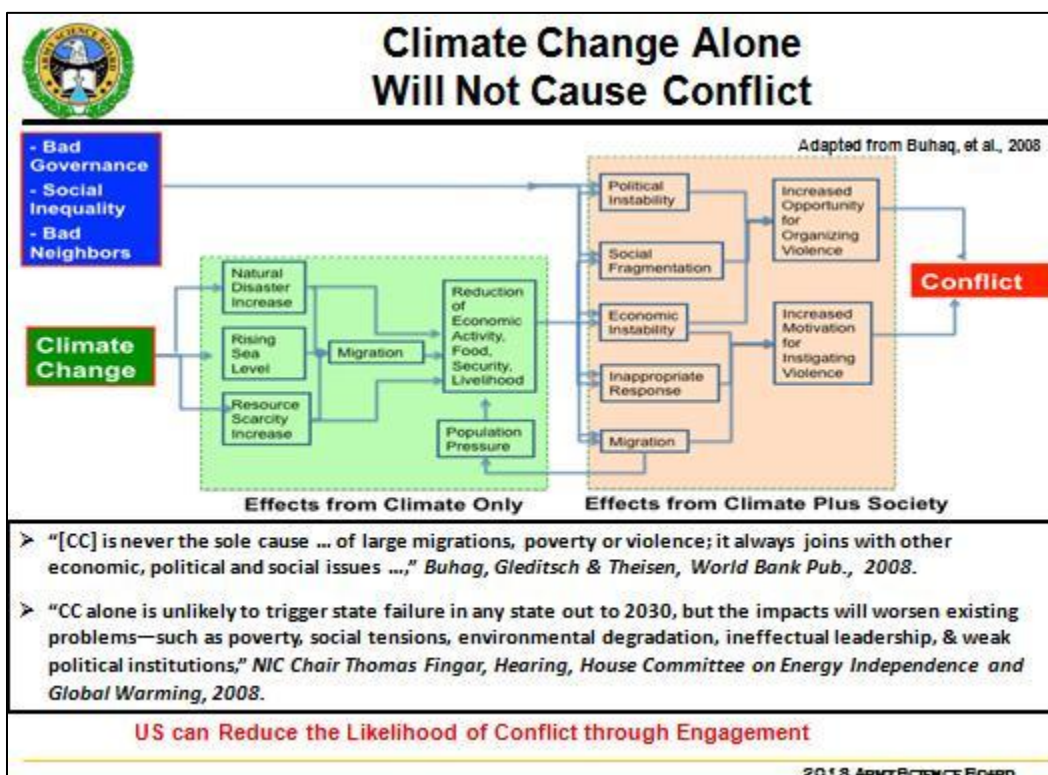 ARMY SCIENCE BOARD
Climate Change Alone
Will Not Cause Conflict
Adapted from Buhaq, et al., 2008
- Bad
Governance
- Social
Inequality
- Bad
Neighbors
Climate
Change
Natural
Disaster
Increase
Rising
Sea
Level
Resource
Scarcity
Increase
Migration
Reduction
of
Economic
Activity,
Food,
Security,
Livelihood
Population
Pressure
Effects from Climate Only
Political
Instability
Social
Fragmentation
Economic
Instability
Inappropriate
Response
Migration
Increased
Opportunity
for
Organizing
Violence
Increased
Motivation
for
Instigating
Violence
Effects from Climate Plus Society
Conflict
➢ “[CC] is never the sole cause ... of large migrations, poverty or violence; it always joins with other
economic, political and social issues ...,” Buhag, Gleditsch & Theisen, World Bank Pub., 2008.
➢ “CC alone is unlikely to trigger state failure in any state out to 2030, but the impacts will worsen existing
problems—such as poverty, social tensions, environmental degradation, ineffectual leadership, & weak
political institutions,” NIC Chair Thomas Fingar, Hearing, House Committee on Energy Independence and
Global Warming, 2008.
US can Reduce the Likelihood of Conflict through Engagement
ARMY SCIENCE BOARD